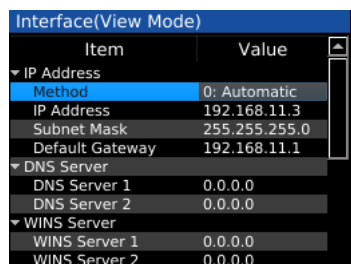 Interface(View Mode)
Item Value
IP Address
Method 0: Automatic
IP Address 192.168.11.3
Subnet Mask 255.255.255.0
Default Gateway 192.168.11.1
DNS Server
DNS Server 1 0.0.0.0
DNS Server 2 0.0.0.0
WINS Server
WINS Server 1 0.0.0.0
WINS Server 2 0.0.0.0